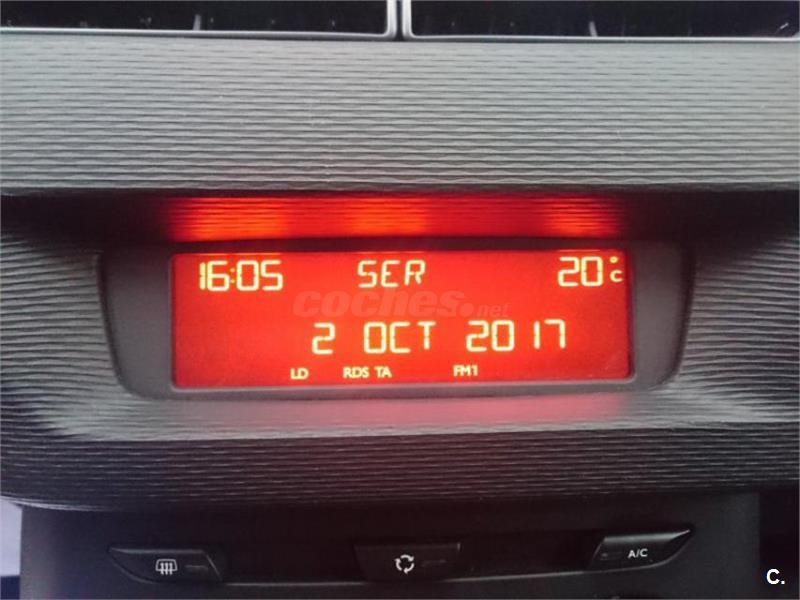 16:05 SER 20°C
coches.net
2 OCT 2017
LD RDS TA FM1
A/C
C.